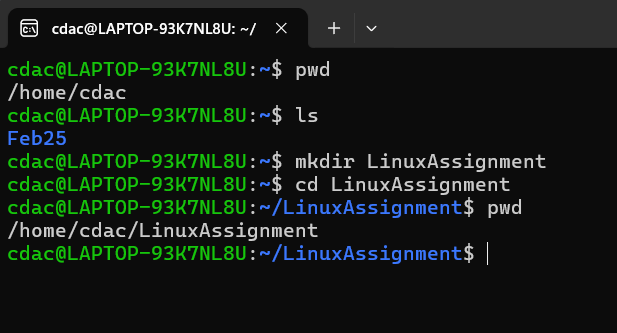 cdac@LAPTOP-93K7NL8U: ~/
cdac@LAPTOP-93K7NL8U:~$ pwd
/home/cdac
cdac@LAPTOP-93K7NL8U:~$ ls
Feb25
cdac@LAPTOP-93K7NL8U:~$ mkdir LinuxAssignment
cdac@LAPTOP-93K7NL8U:~$ cd LinuxAssignment
cdac@LAPTOP-93K7NL8U:~/LinuxAssignment$ pwd
/home/cdac/LinuxAssignment
cdac@LAPTOP-93K7NL8U:~/LinuxAssignment$